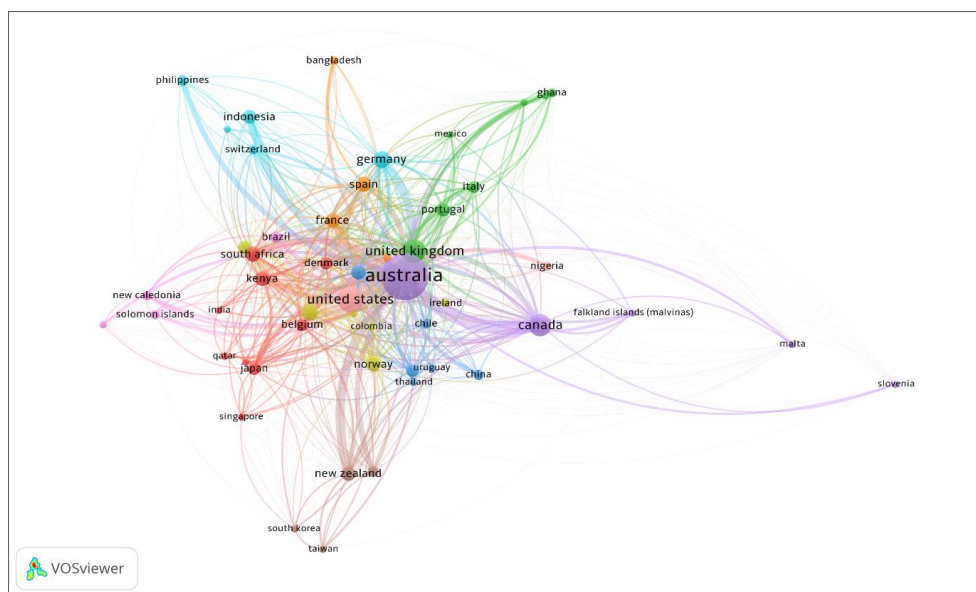 bangladesh
philippines
ghana
indonesia
mexico
switzerland
germany
spain
italy
portugal
france
brazil
south africa
united kingdom
denmark
nigeria
australia
kenya
new caledonia
united states
ireland
india
solomon islands
falkland islands (malvinas)
belgium
colombia
chile
canada
malta
qatar
japan
norway
uruguay
thailand
china
slovenia
singapore
new zealand
south korea
taiwan
VOSviewer